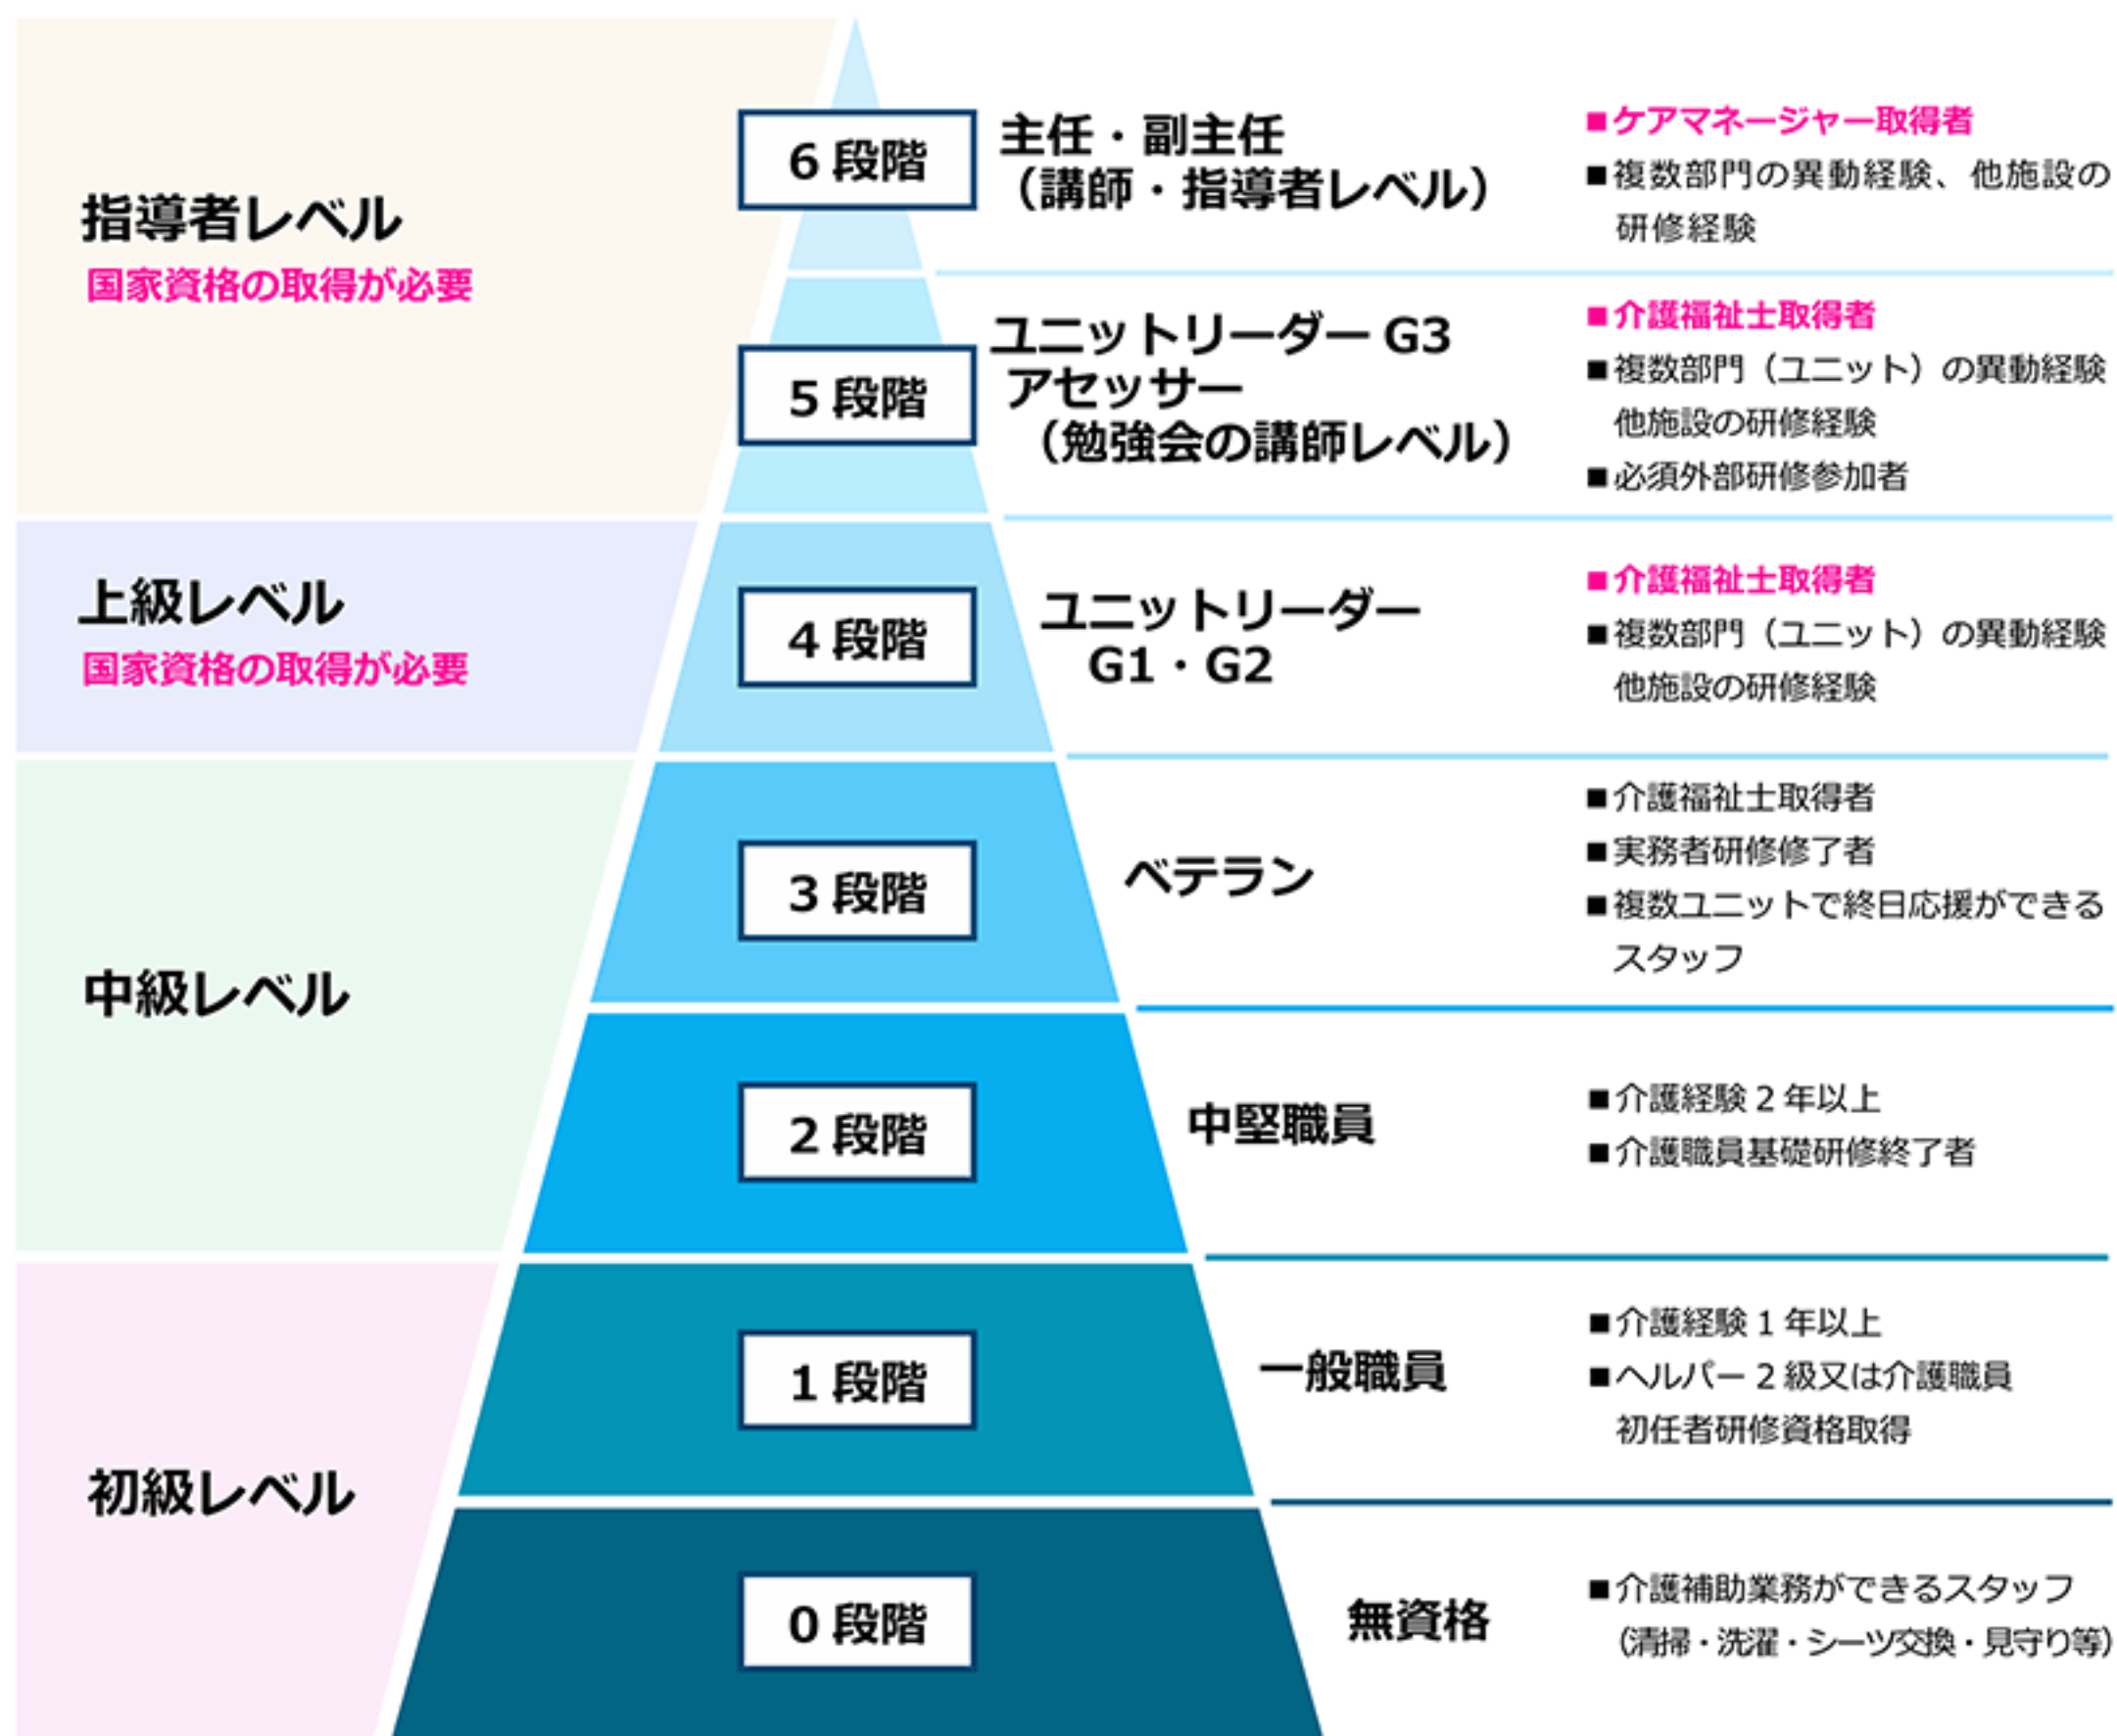 指導者レベル
国家資格の取得が必要
6 段階
主任・副主任
（講師・指導者レベル）
■ケアマネージャー取得者
■複数部門の異動経験、他施設の
研修経験
5 段階
ユニットリーダー G3
アセッサー
（勉強会の講師レベル）
■介護福祉士取得者
■複数部門（ユニット）の異動経験
他施設の研修経験
■必須外部研修参加者
上級レベル
国家資格の取得が必要
4 段階
ユニットリーダー
G1・G2
■介護福祉士取得者
■複数部門（ユニット）の異動経験
他施設の研修経験
中級レベル
3 段階
ベテラン
■介護福祉士取得者
■実務者研修修了者
■複数ユニットで終日応援ができる
スタッフ
2 段階
中堅職員
■介護経験 2 年以上
■介護職員基礎研修終了者
初級レベル
1 段階
一般職員
■介護経験 1 年以上
■ヘルパー 2 級又は介護職員
初任者研修資格取得
0 段階
無資格
■介護補助業務ができるスタッフ
（清掃・洗濯・シーツ交換・見守り等）